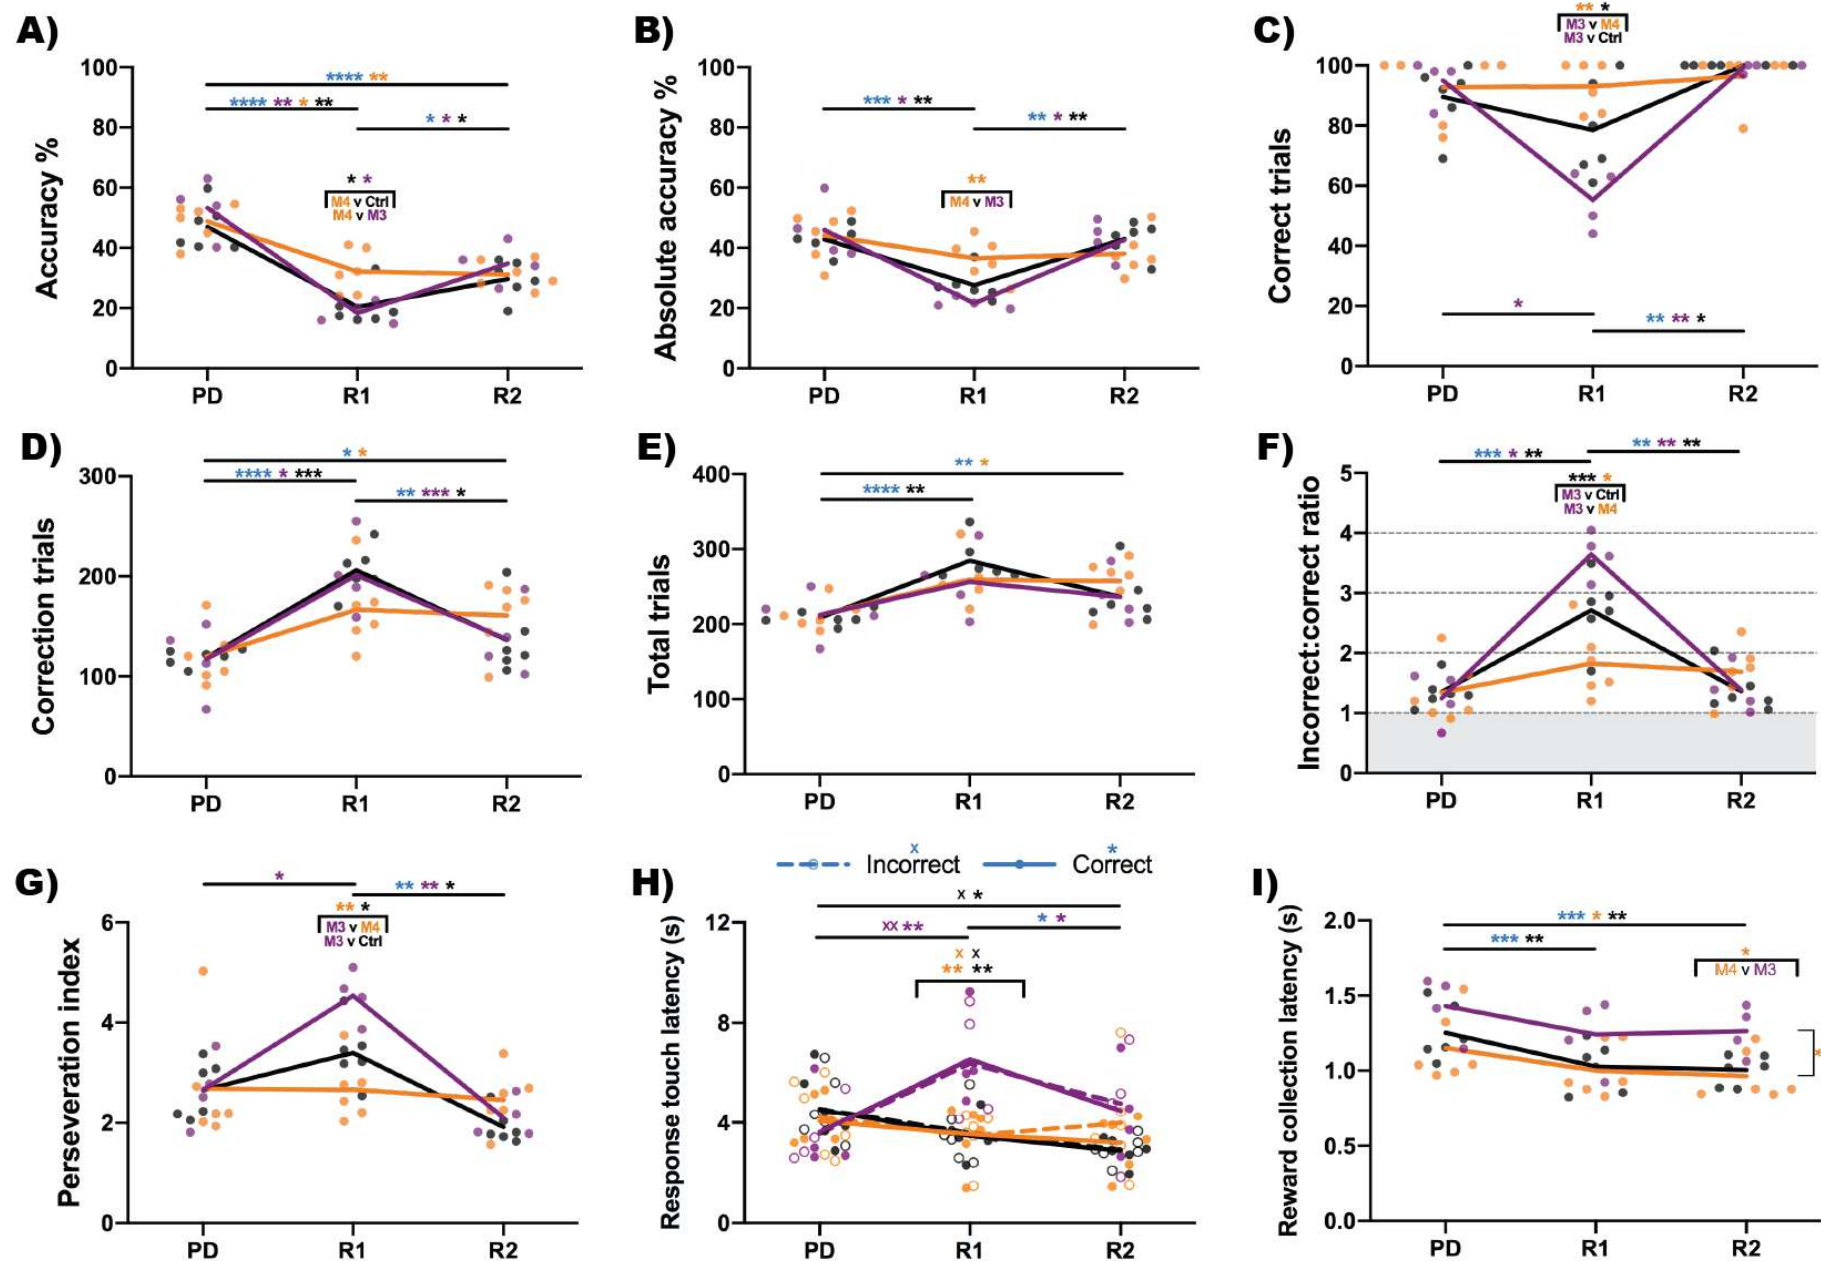 A)
Accuracy %
100
80
60
40
20
0
**** **
**** ** * **
* * *
* *
M4 v Ctrl
M4 v M3
PD R1 R2
B)
Absolute accuracy %
100
80
60
40
20
0
*** * **
** * **
**
M4 v M3
PD R1 R2
C)
Correct trials
100
80
60
40
20
0
** *
M3 v M4
M3 v Ctrl
*
** ** *
PD R1 R2
D)
Correction trials
300
200
100
0
* *
**** * ***
** *** *
PD R1 R2
E)
Total trials
400
300
200
100
0
** *
**** **
PD R1 R2
F)
Incorrect:correct ratio
5
4
3
2
1
0
*** * **
** ** **
*** *
M3 v Ctrl
M3 v M4
PD R1 R2
G)
Perseveration index
6
4
2
0
*
** ** *
** *
M3 v M4
M3 v Ctrl
PD R1 R2
H)
x *
Incorrect Correct
Response touch latency (s)
12
8
4
0
x *
xx **
* *
x x
** **
PD R1 R2
I)
Reward collection latency (s)
2.0
1.5
1.0
0.5
0.0
*** * **
*** **
*
M4 v M3
*
PD R1 R2